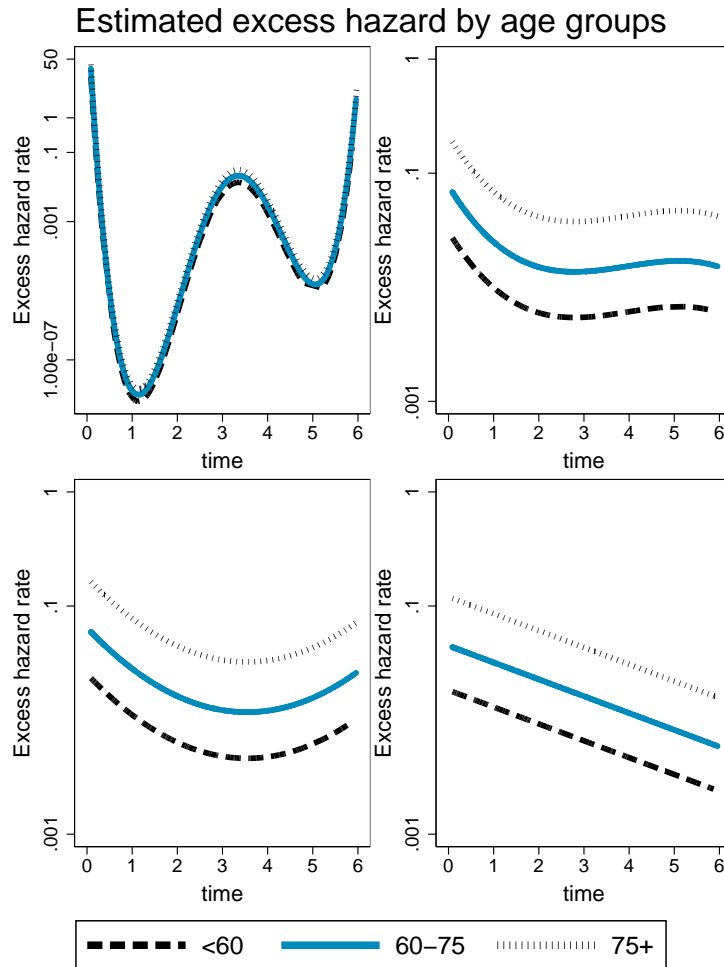 Estimated excess hazard by age groups
Excess hazard rate
50
1
.1
.001
1.00e−07
0 1 2 3 4 5 6
time
Excess hazard rate
1
.1
.001
0 1 2 3 4 5 6
time
Excess hazard rate
1
.1
.001
0 1 2 3 4 5 6
time
Excess hazard rate
1
.1
.001
0 1 2 3 4 5 6
time
<60 60−75 75+